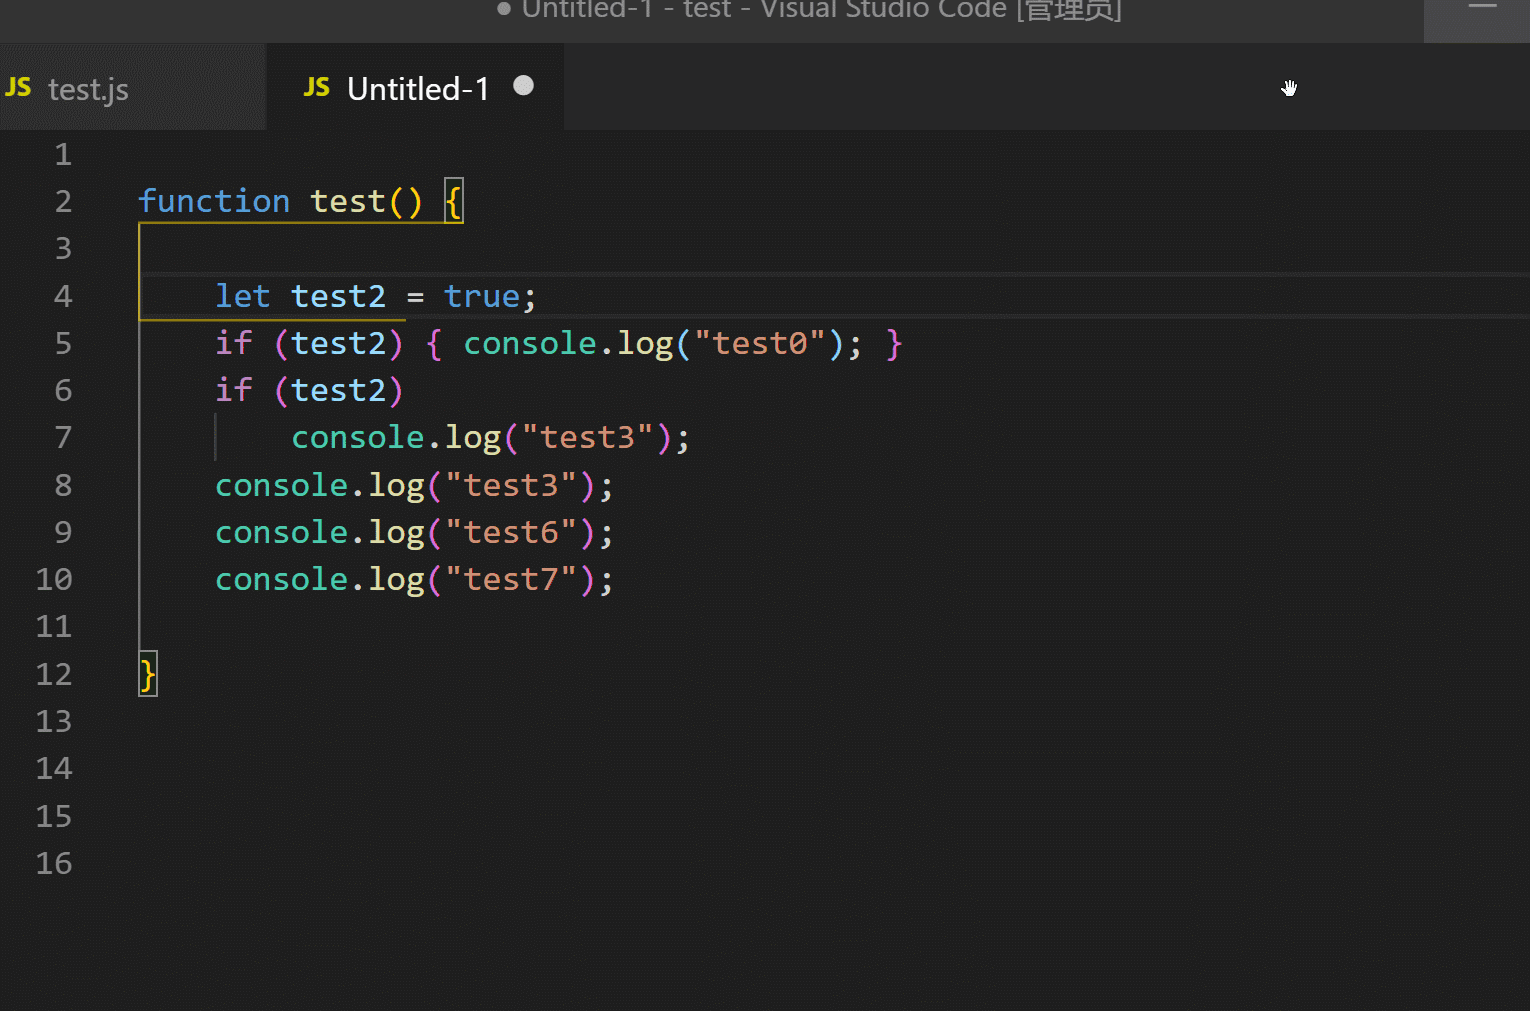 ● Untitled-1 - test - Visual Studio Code [管理员]
JS test.js JS Untitled-1 ●
1
2 function test() {
3
4 let test2 = true;
5 if (test2) { console.log("test0"); }
6 if (test2)
7 console.log("test3");
8 console.log("test3");
9 console.log("test6");
10 console.log("test7");
11
12 }
13
14
15
16